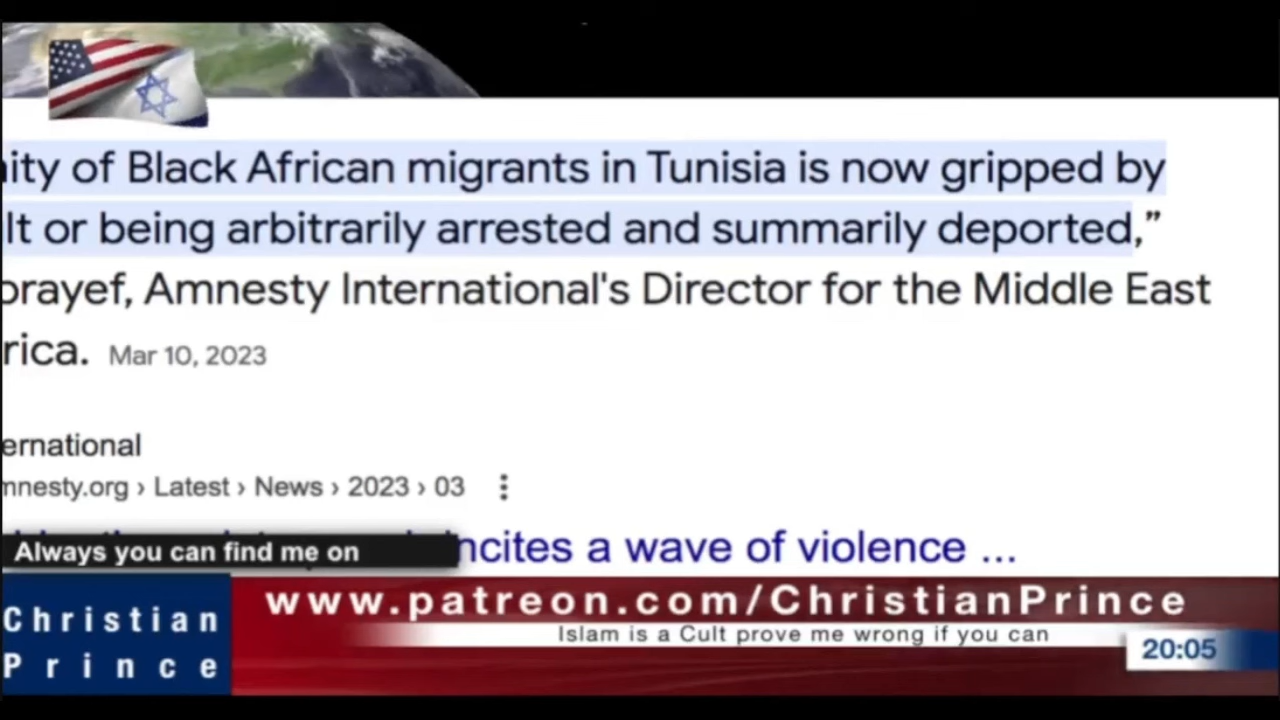 ity of Black African migrants in Tunisia is now gripped by
lt or being arbitrarily arrested and summarily deported,”
orayef, Amnesty International's Director for the Middle East
rica. Mar 10, 2023
ernational
mnesty.org › Latest › News › 2023 › 03
ncites a wave of violence ...
Always you can find me on
Christian
Prince
www.patreon.com/ChristianPrince
Islam is a Cult prove me wrong if you can
20:05